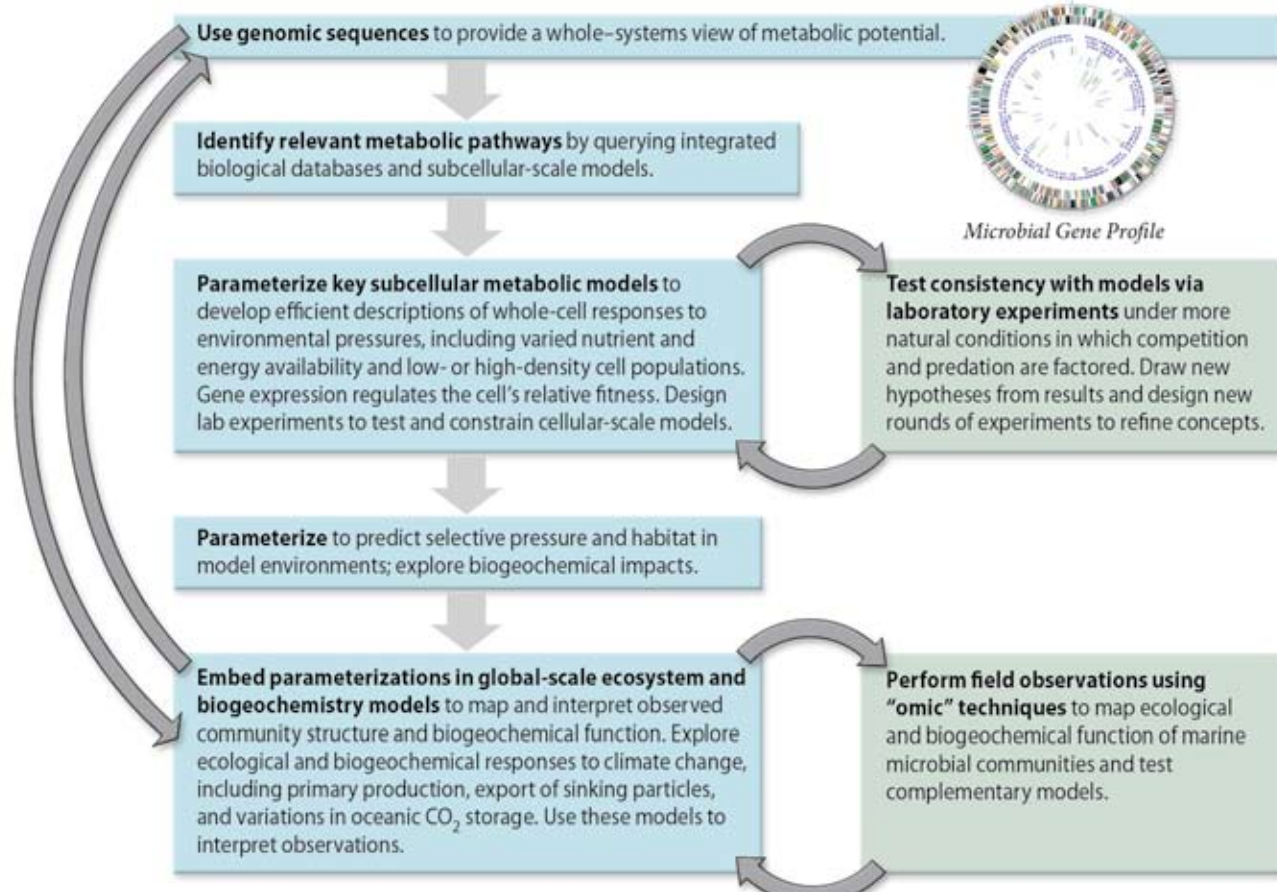 Use genomic sequences to provide a whole–systems view of metabolic potential.
Identify relevant metabolic pathways by querying integrated
biological databases and subcellular-scale models.
Microbial Gene Profile
Parameterize key subcellular metabolic models to
develop efficient descriptions of whole-cell responses to
environmental pressures, including varied nutrient and
energy availability and low- or high-density cell populations.
Gene expression regulates the cell's relative fitness. Design
lab experiments to test and constrain cellular-scale models.
Test consistency with models via
laboratory experiments under more
natural conditions in which competition
and predation are factored. Draw new
hypotheses from results and design new
rounds of experiments to refine concepts.
Parameterize to predict selective pressure and habitat in
model environments; explore biogeochemical impacts.
Embed parameterizations in global-scale ecosystem and
biogeochemistry models to map and interpret observed
community structure and biogeochemical function. Explore
ecological and biogeochemical responses to climate change,
including primary production, export of sinking particles,
and variations in oceanic CO₂ storage. Use these models to
interpret observations.
Perform field observations using
“omic” techniques to map ecological
and biogeochemical function of marine
microbial communities and test
complementary models.